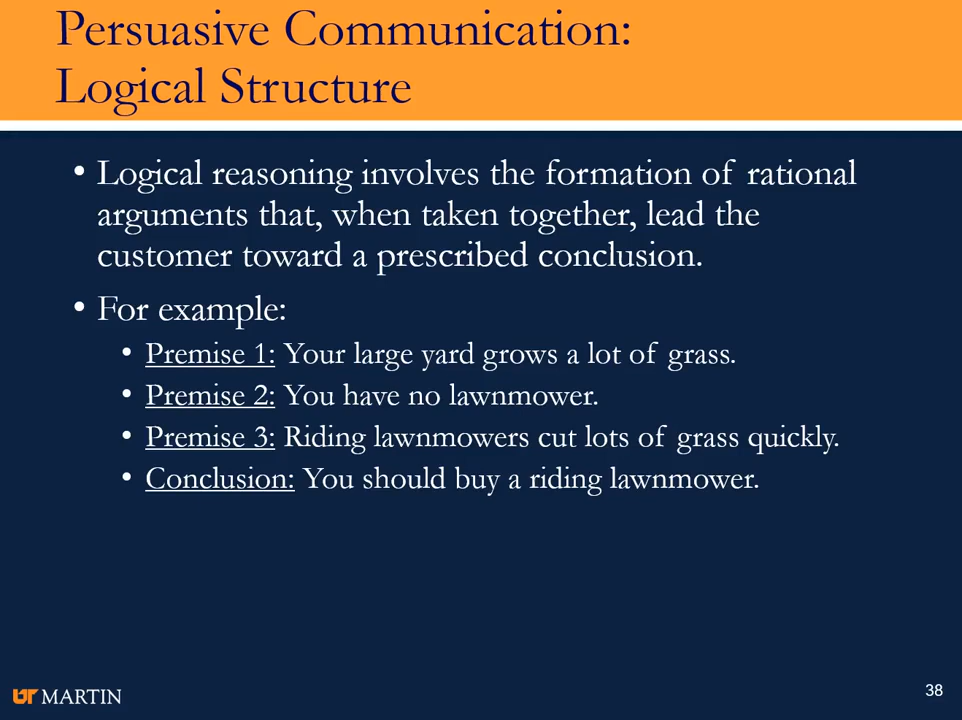 Persuasive Communication:
Logical Structure
• Logical reasoning involves the formation of rational
arguments that, when taken together, lead the
customer toward a prescribed conclusion.
• For example:
• Premise 1: Your large yard grows a lot of grass.
• Premise 2: You have no lawnmower.
• Premise 3: Riding lawnmowers cut lots of grass quickly.
• Conclusion: You should buy a riding lawnmower.
UT MARTIN
38